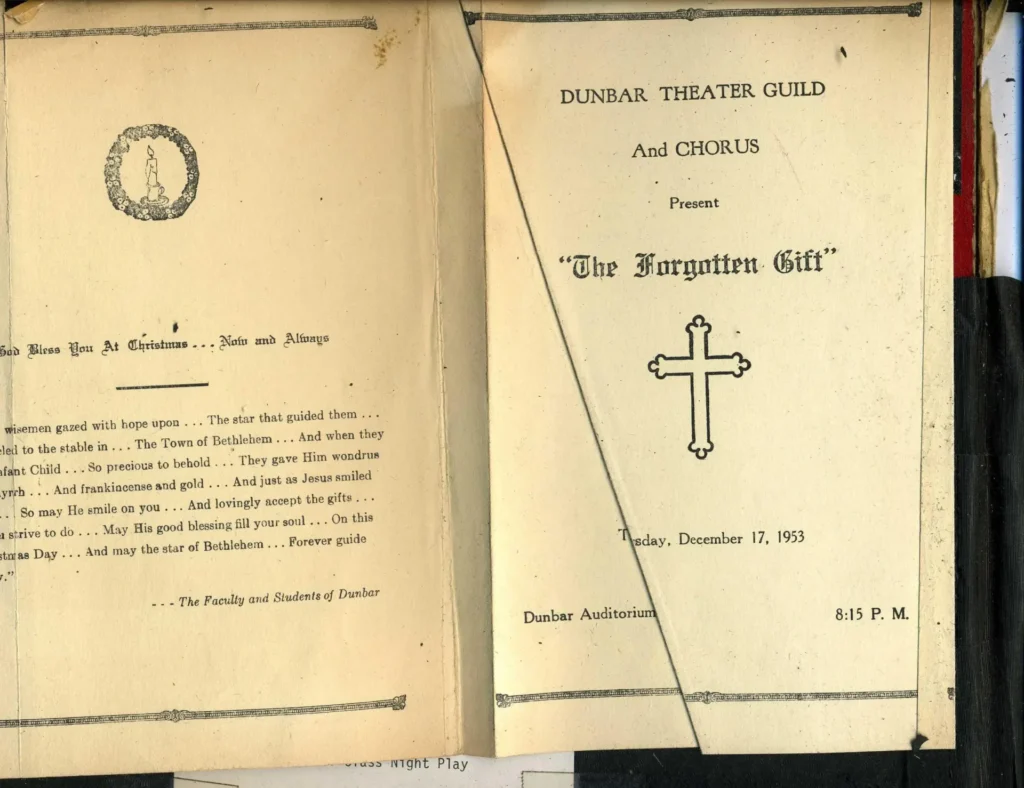 God Bless You At Christmas . . . Now and Always
wisemen gazed with hope upon . . . The star that guided them . . .
led to the stable in . . . The Town of Bethlehem . . . And when they
nfant Child . . . So precious to behold . . . They gave Him wondrus
yrrh . . . And frankincense and gold . . . And just as Jesus smiled
. . . So may He smile on you . . . And lovingly accept the gifts . . .
u strive to do . . . May His good blessing fill your soul . . . On this
stmas Day . . . And may the star of Bethlehem . . . Forever guide
y."
- - - The Faculty and Students of Dunbar
DUNBAR THEATER GUILD
And CHORUS
Present
"The Forgotten Gift"
T sday, December 17, 1953
Dunbar Auditorium 8:15 P. M.
Class Night Play